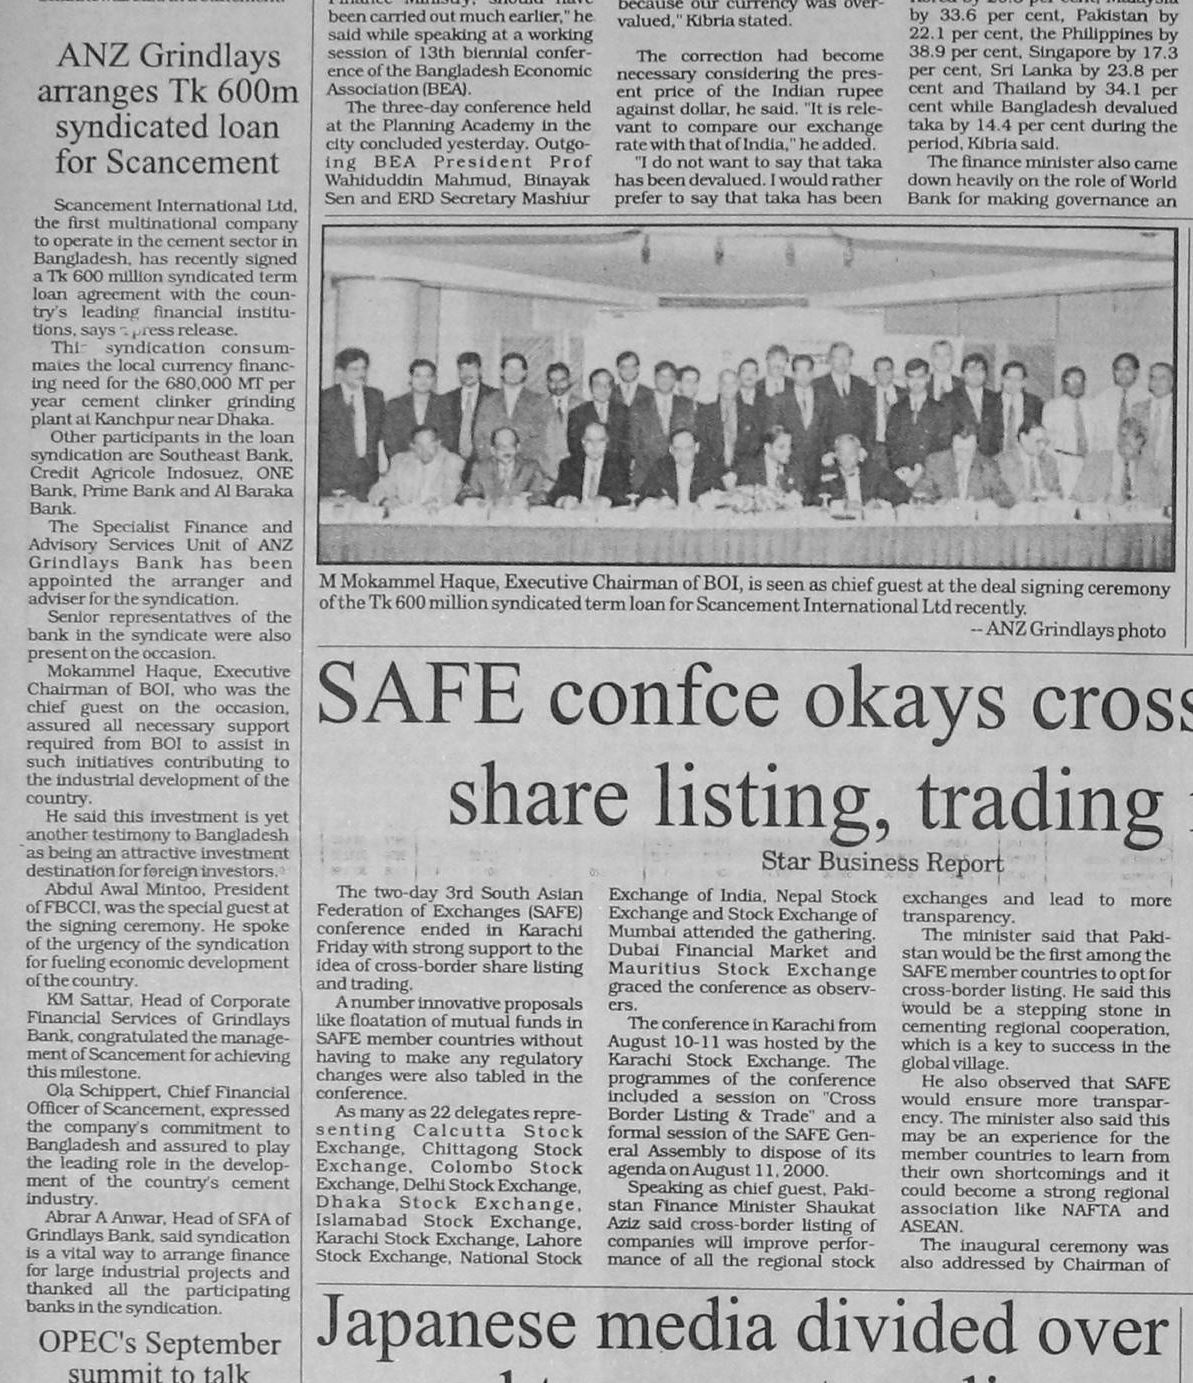 ANZ Grindlays
arranges Tk 600m
syndicated loan
for Scancement
Scancement International Ltd,
the first multinational company
to operate in the cement sector in
Bangladesh, has recently signed
a Tk 600 million syndicated term
loan agreement with the coun-
try's leading financial institu-
tions, says press release.
syndication consum-
mates the local currency financ-
ing need for the 680,000 MT per
year cement clinker grinding
plant at Kanchpur near Dhaka.
Other participants in the loan
syndication are Southeast Bank,
Credit Agricole Indosuez, ONE
Bank, Prime Bank and Al Baraka
Bank.
The Specialist Finance and
Advisory Services Unit of ANZ
Grindlays Bank has been
appointed the arranger and
adviser for the syndication.
Senior representatives of the
bank in the syndicate were also
present on the occasion.
Mokammel Haque, Executive
Chairman of BOI, who was the
chief guest on the occasion,
assured all necessary support
required from BOI to assist in
such initiatives contributing to
the industrial development of the
country.
He said this investment is yet
another testimony to Bangladesh
as being an attractive investment
destination for foreign investors.
Abdul Awal Mintoo, President
of FBCCI, was the special guest at
the signing ceremony. He spoke
of the urgency of the syndication
for fueling economic development
of the country.
KM Sattar, Head of Corporate
Financial Services of Grindlays
Bank, congratulated the manage-
ment of Scancement for achieving
this milestone.
Ola Schippert, Chief Financial
Officer of Scancement, expressed
the company's commitment to
Bangladesh and assured to play
the leading role in the develop-
ment of the country's cement
industry.
Abrar A Anwar, Head of SFA of
Grindlays Bank, said syndication
is a vital way to arrange finance
for large industrial projects and
thanked all the participating
banks in the syndication.
OPEC's September
summit to talk
been carried out much earlier," he
said while speaking at a working
session of 13th biennial confer-
ence of the Bangladesh Economic
Association (BEA).
The three-day conference held
at the Planning Academy in the
city concluded yesterday. Outgo-
ing BEA President Prof
Wahiduddin Mahmud, Binayak
Sen and ERD Secretary Mashiur
because our currency was over-
valued," Kibria stated.
The correction had become
necessary considering the pres-
ent price of the Indian rupee
against dollar, he said. "It is rele-
vant to compare our exchange
rate with that of India," he added.
"I do not want to say that taka
has been devalued. I would rather
prefer to say that taka has been
by 33.6 per cent, Pakistan by
22.1 per cent, the Philippines by
38.9 per cent, Singapore by 17.3
per cent, Sri Lanka by 23.8 per
cent and Thailand by 34.1 per
cent while Bangladesh devalued
taka by 14.4 per cent during the
period, Kibria said.
The finance minister also came
down heavily on the role of World
Bank for making governance an
M Mokammel Haque, Executive Chairman of BOI, is seen as chief guest at the deal signing ceremony
of the Tk 600 million syndicated term loan for Scancement International Ltd recently.
-- ANZ Grindlays photo
SAFE confce okays cross
share listing, trading
Star Business Report
The two-day 3rd South Asian
Federation of Exchanges (SAFE)
conference ended in Karachi
Friday with strong support to the
idea of cross-border share listing
and trading.
A number innovative proposals
like floatation of mutual funds in
SAFE member countries without
having to make any regulatory
changes were also tabled in the
conference.
As many as 22 delegates repre-
senting Calcutta Stock
Exchange, Chittagong Stock
Exchange, Colombo Stock
Exchange, Delhi Stock Exchange,
Dhaka Stock Exchange,
Islamabad Stock Exchange,
Karachi Stock Exchange, Lahore
Stock Exchange, National Stock
Exchange of India, Nepal Stock
Exchange and Stock Exchange of
Mumbai attended the gathering.
Dubai Financial Market and
Mauritius Stock Exchange
graced the conference as observ-
ers.
The conference in Karachi from
August 10-11 was hosted by the
Karachi Stock Exchange. The
programmes of the conference
included a session on "Cross
Border Listing & Trade" and a
formal session of the SAFE Gen-
eral Assembly to dispose of its
agenda on August 11, 2000.
Speaking as chief guest, Paki-
stan Finance Minister Shaukat
Aziz said cross-border listing of
companies will improve perfor-
mance of all the regional stock
exchanges and lead to more
transparency.
The minister said that Paki-
stan would be the first among the
SAFE member countries to opt for
cross-border listing. He said this
would be a stepping stone in
cementing regional cooperation,
which is a key to success in the
global village.
He also observed that SAFE
would ensure more transpar-
ency. The minister also said this
may be an experience for the
member countries to learn from
their own shortcomings and it
could become a strong regional
association like NAFTA and
ASEAN.
The inaugural ceremony was
also addressed by Chairman of
Japanese media divided over